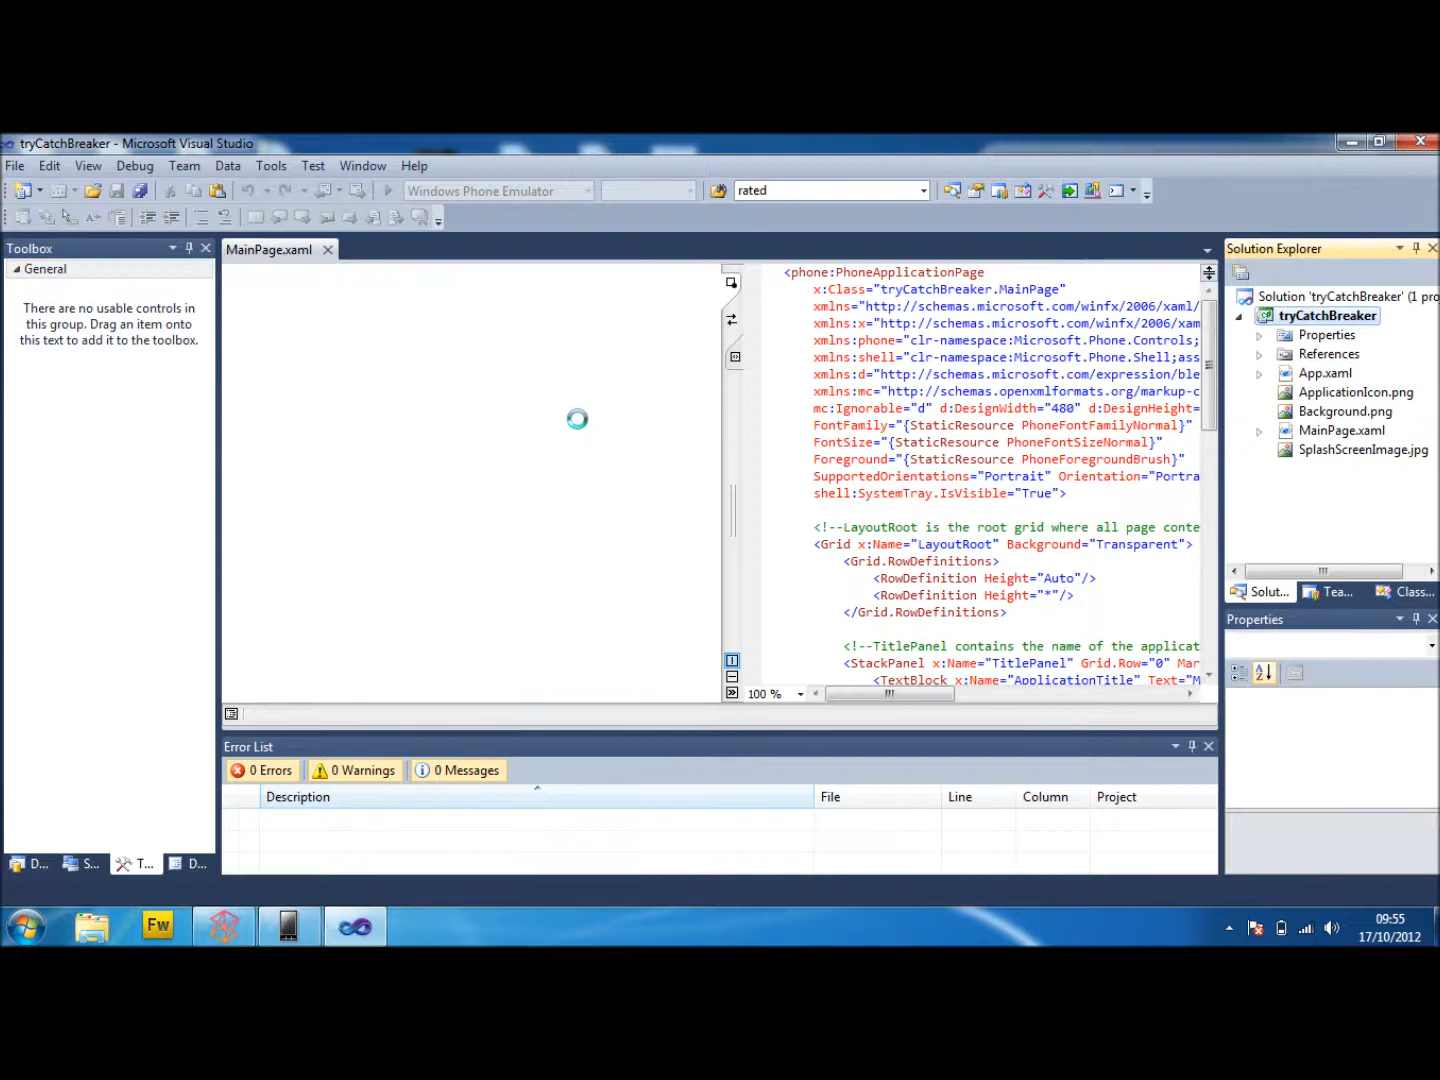 tryCatchBreaker - Microsoft Visual Studio
File Edit View Debug Team Data Tools Test Window Help
Windows Phone Emulator
rated
Toolbox
General
There are no usable controls in
this group. Drag an item onto
this text to add it to the toolbox.
D...
S...
T...
D...
MainPage.xaml
<phone:PhoneApplicationPage
x:Class="tryCatchBreaker.MainPage"
xmlns="http://schemas.microsoft.com/winfx/2006/xaml/
xmlns:x="http://schemas.microsoft.com/winfx/2006/xam
xmlns:phone="clr-namespace:Microsoft.Phone.Controls;
xmlns:shell="clr-namespace:Microsoft.Phone.Shell;ass
xmlns:d="http://schemas.microsoft.com/expression/ble
xmlns:mc="http://schemas.openxmlformats.org/markup-c
mc:Ignorable="d" d:DesignWidth="480" d:DesignHeight=
FontFamily="{StaticResource PhoneFontFamilyNormal}"
FontSize="{StaticResource PhoneFontSizeNormal}"
Foreground="{StaticResource PhoneForegroundBrush}"
SupportedOrientations="Portrait" Orientation="Portra
shell:SystemTray.IsVisible="True">
<!--LayoutRoot is the root grid where all page conte
<Grid x:Name="LayoutRoot" Background="Transparent">
<Grid.RowDefinitions>
<RowDefinition Height="Auto"/>
<RowDefinition Height="*"/>
</Grid.RowDefinitions>
<!--TitlePanel contains the name of the applicat
<StackPanel x:Name="TitlePanel" Grid.Row="0" Mar
<TextBlock x:Name="ApplicationTitle" Text="M
100 %
Error List
0 Errors
0 Warnings
0 Messages
Description File Line Column Project
Solution Explorer
Solution 'tryCatchBreaker' (1 pro
tryCatchBreaker
Properties
References
App.xaml
ApplicationIcon.png
Background.png
MainPage.xaml
SplashScreenImage.jpg
Solut...
Tea...
Class...
Properties
Fw
09:55
17/10/2012